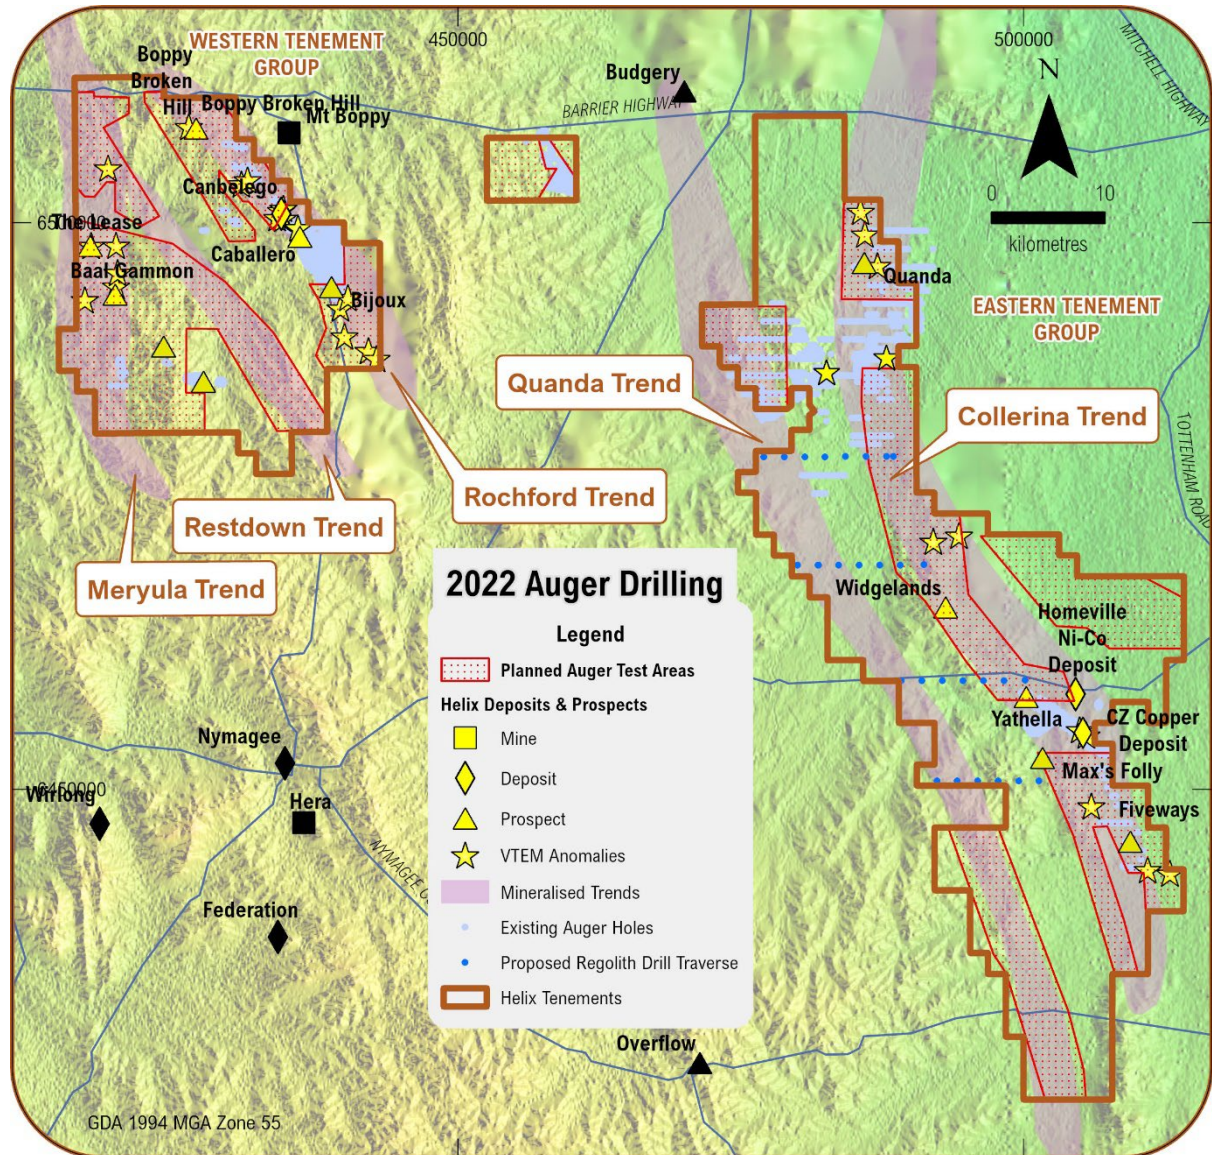 WESTERN TENEMENT
GROUP
450000
500000
MITCHELL HIGHWAY
Boppy
Broken
Hill
Boppy Broken Hill
Mt Boppy
Budgery
BARRIER HIGHWAY
N
0 10
kilometres
Canbelego
6500000
The Lease
Caballero
Baal Gammon
Bijoux
Quanda
EASTERN TENEMENT
GROUP
Quanda Trend
Collerina Trend
TOTTENHAM ROAD
Rochford Trend
Restdown Trend
Meryula Trend
Widgelands
Homeville
Ni-Co
Deposit
Yathella
CZ Copper
Deposit
Max's Folly
Fiveways
Nymagee
Hera
Wirlong
6450000
Federation
Overflow
2022 Auger Drilling
Legend
Planned Auger Test Areas
Helix Deposits & Prospects
Mine
Deposit
Prospect
VTEM Anomalies
Mineralised Trends
Existing Auger Holes
Proposed Regolith Drill Traverse
Helix Tenements
GDA 1994 MGA Zone 55